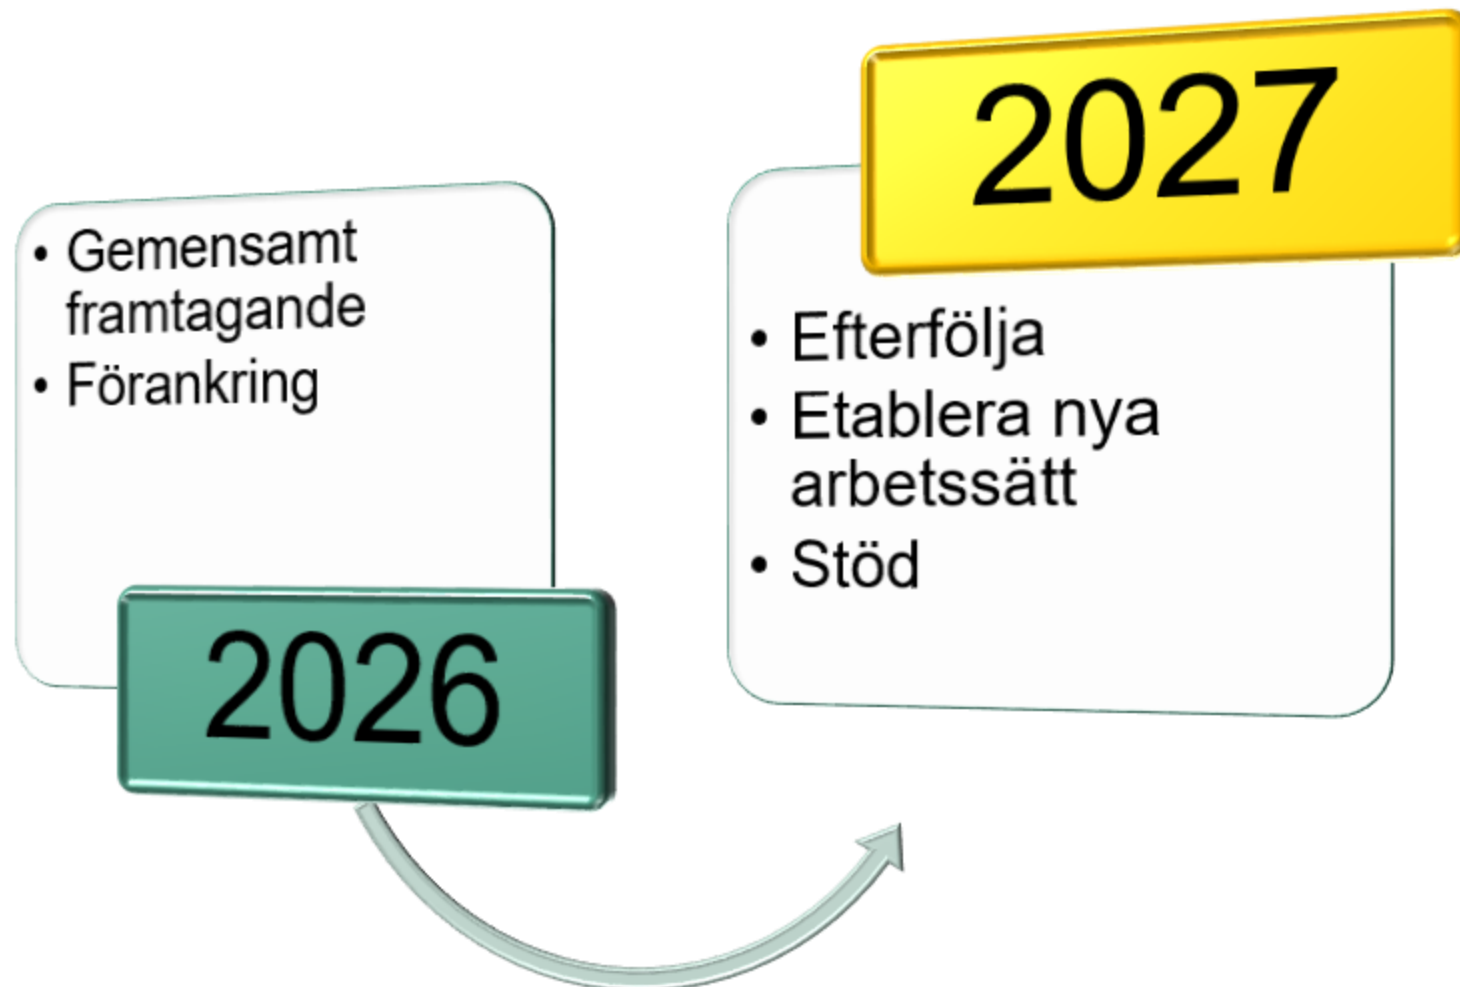 • Gemensamt
framtagande
• Förankring
2026
2027
• Efterfölja
• Etablera nya
arbetssätt
• Stöd